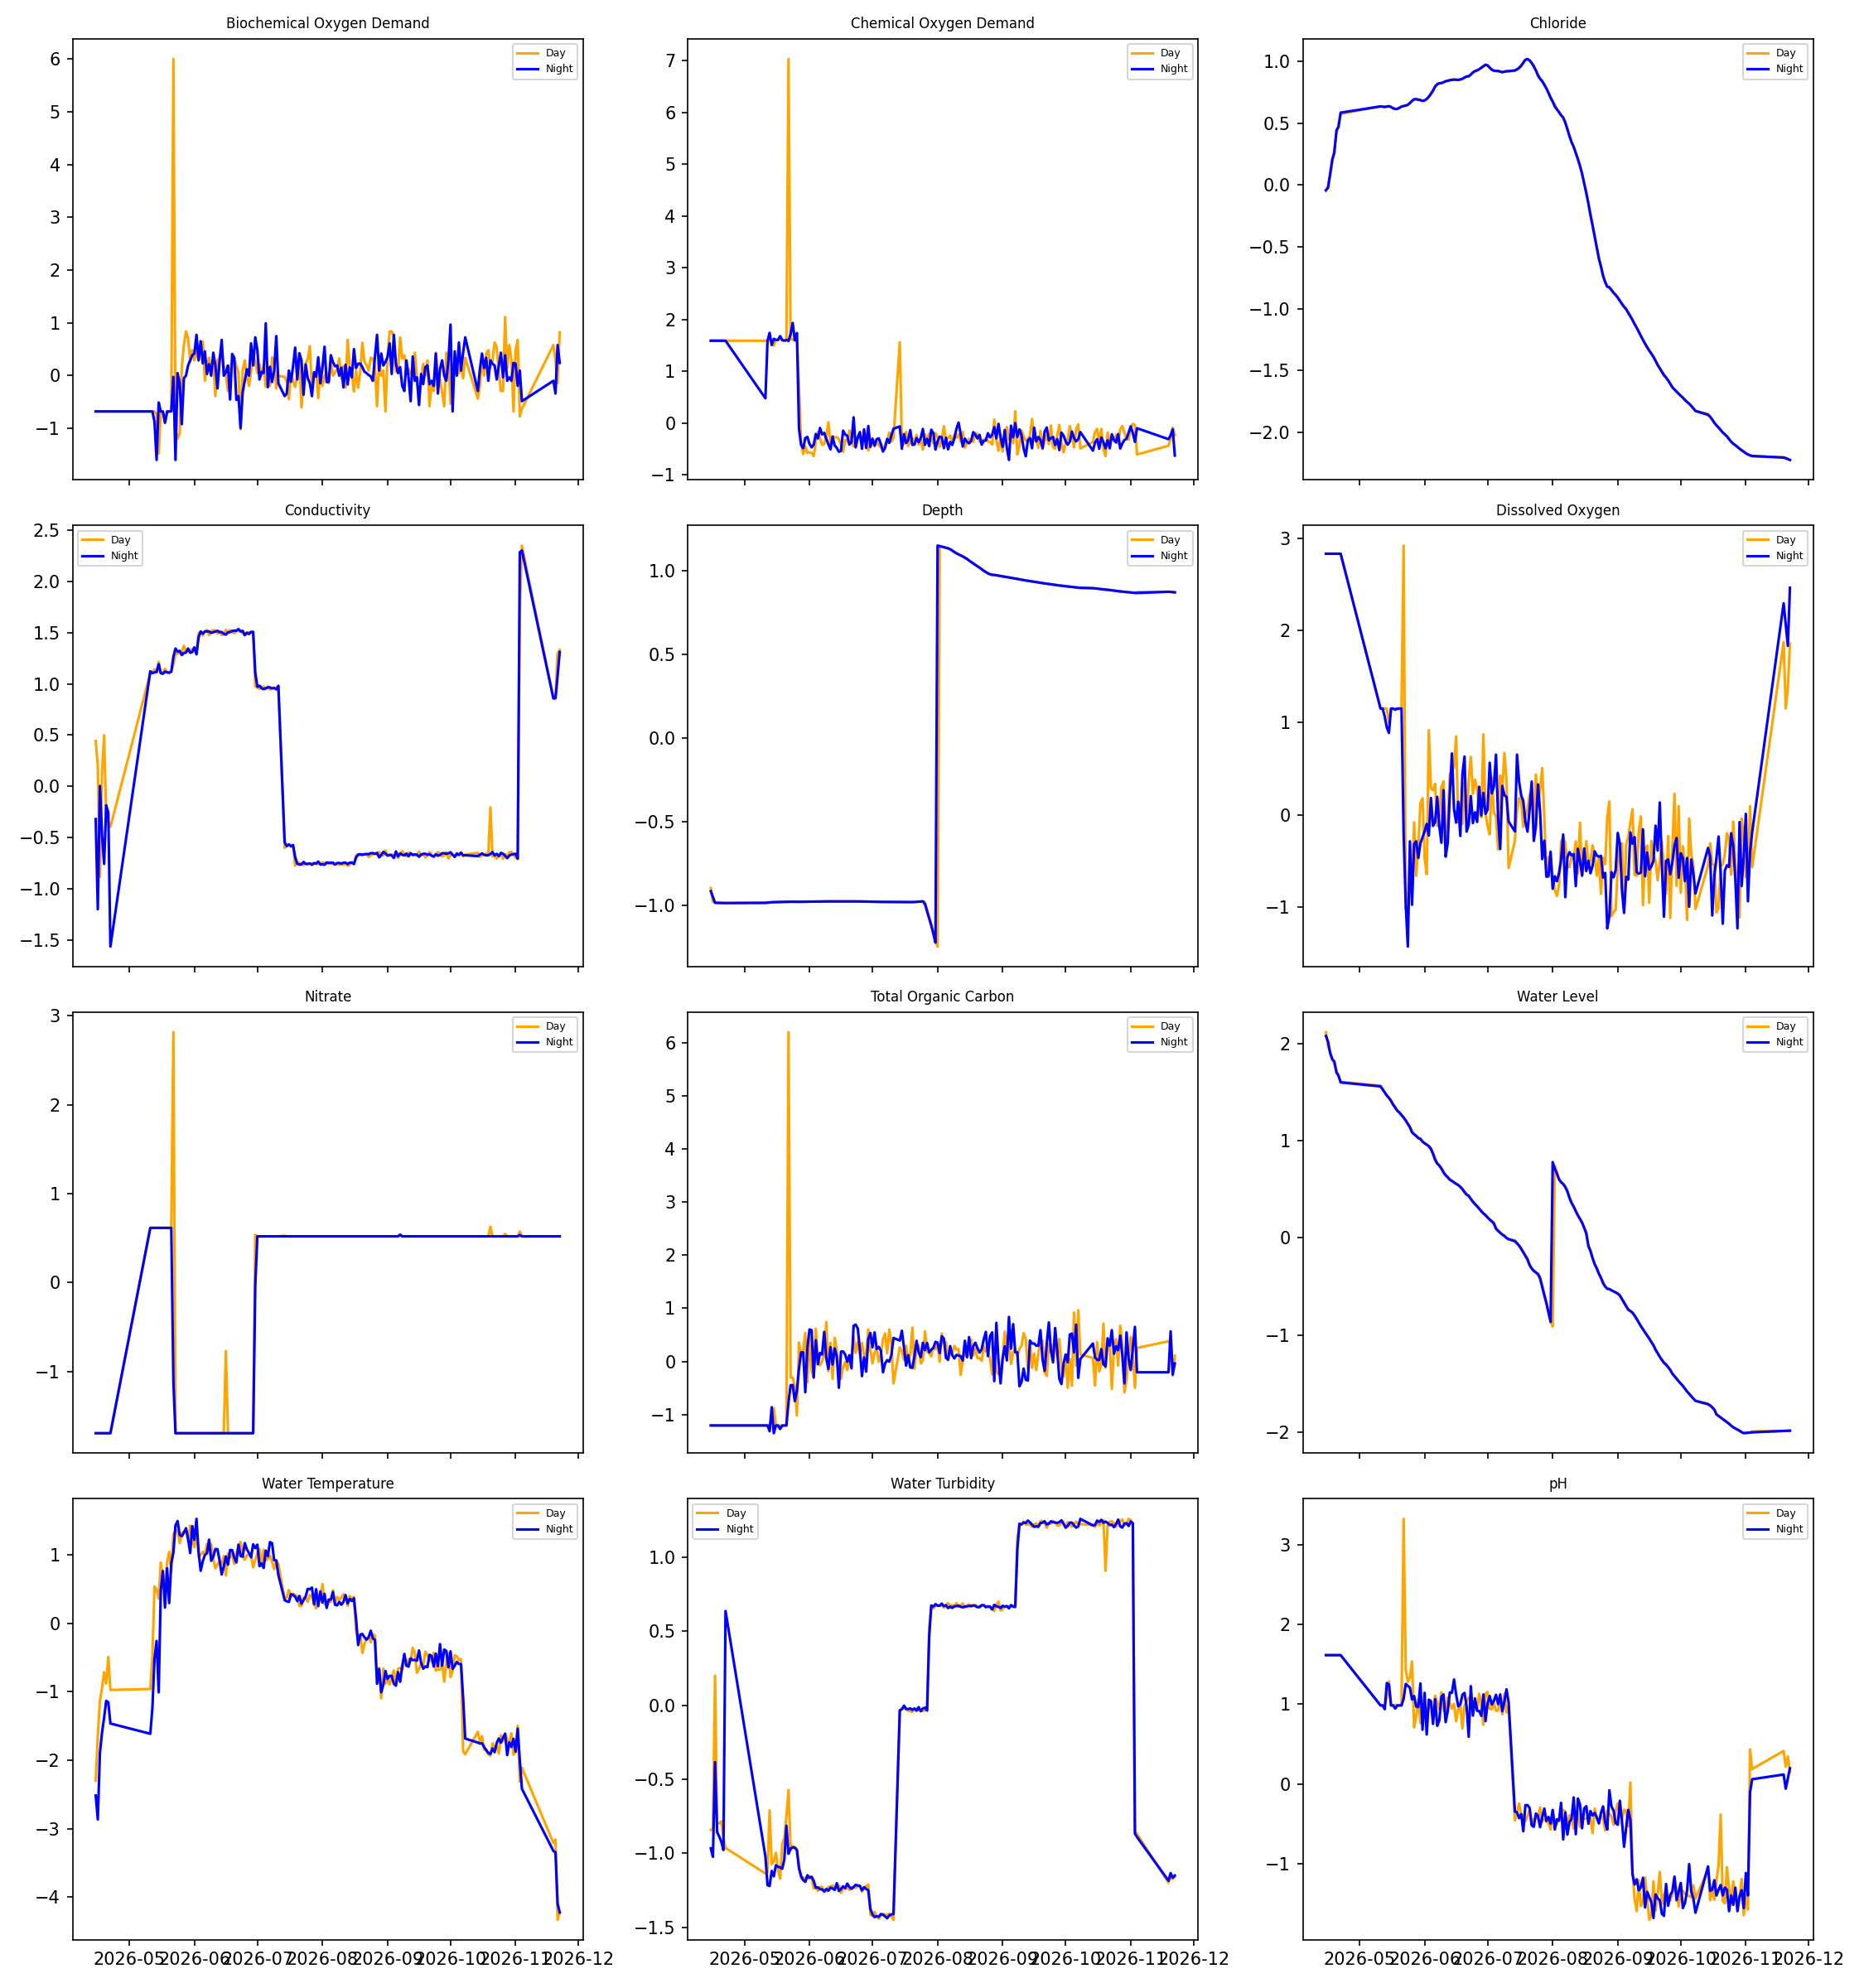 Biochemical Oxygen Demand
6
5
4
3
2
1
0
−1
Day
Night
Chemical Oxygen Demand
7
6
5
4
3
2
1
0
−1
Day
Night
Chloride
1.0
0.5
0.0
−0.5
−1.0
−1.5
−2.0
Day
Night
Conductivity
2.5
2.0
1.5
1.0
0.5
0.0
−0.5
−1.0
−1.5
Day
Night
Depth
1.0
0.5
0.0
−0.5
−1.0
Day
Night
Dissolved Oxygen
3
2
1
0
−1
Day
Night
Nitrate
3
2
1
0
−1
Day
Night
Total Organic Carbon
6
5
4
3
2
1
0
−1
Day
Night
Water Level
2
1
0
−1
−2
Day
Night
Water Temperature
1
0
−1
−2
−3
−4
Day
Night
2026-05 2026-06 2026-07 2026-08 2026-09 2026-10 2026-11 2026-12
Water Turbidity
1.0
0.5
0.0
−0.5
−1.0
−1.5
Day
Night
2026-05 2026-06 2026-07 2026-08 2026-09 2026-10 2026-11 2026-12
pH
3
2
1
0
−1
Day
Night
2026-05 2026-06 2026-07 2026-08 2026-09 2026-10 2026-11 2026-12